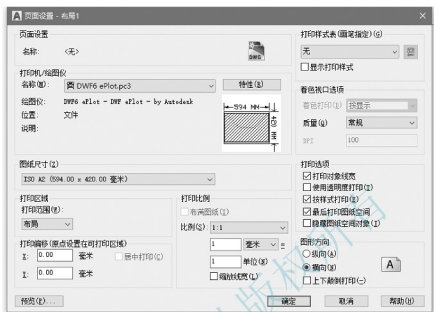 页面设置 - 布局1
页面设置
名称: <无>
DWG
打印机/绘图仪
名称(M): DWF6 ePlot.pc3 特性(R)
绘图仪: DWF6 ePlot - DWF ePlot - by Autodesk
位置: 文件
说明:
594 MM
420
图纸尺寸(Z)
ISO A2 (594.00 x 420.00 毫米)
打印区域
打印范围(W):
布局
打印偏移(原点设置在可打印区域)
X: 0.00 毫米 居中打印(C)
Y: 0.00 毫米
打印比例
布满图纸(I)
比例(S): 1:1
1 毫米 =
1 单位(N)
缩放线宽(L)
打印样式表(画笔指定)(G)
无
显示打印样式
着色视口选项
着色打印(D) 按显示
质量(Q) 常规
DPI 100
打印选项
打印对象线宽
使用透明度打印(T)
按样式打印(E)
最后打印图纸空间
隐藏图纸空间对象(J)
图形方向
纵向(A)
横向(N)
上下颠倒打印(-)
A
预览(P)... 确定 取消 帮助(H)
版权所有